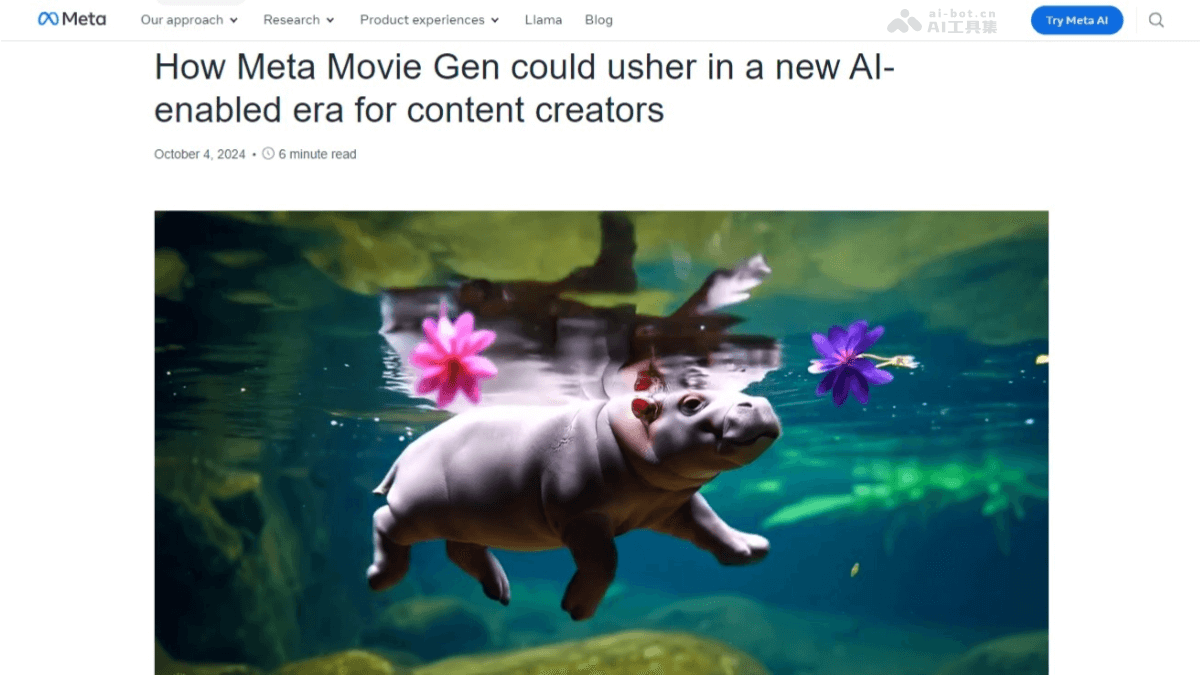 Meta Our approach Research Product experiences Llama Blog ai-bot.cn Try Meta AI
AI工具集
How Meta Movie Gen could usher in a new AI-
enabled era for content creators
October 4, 2024 • 6 minute read